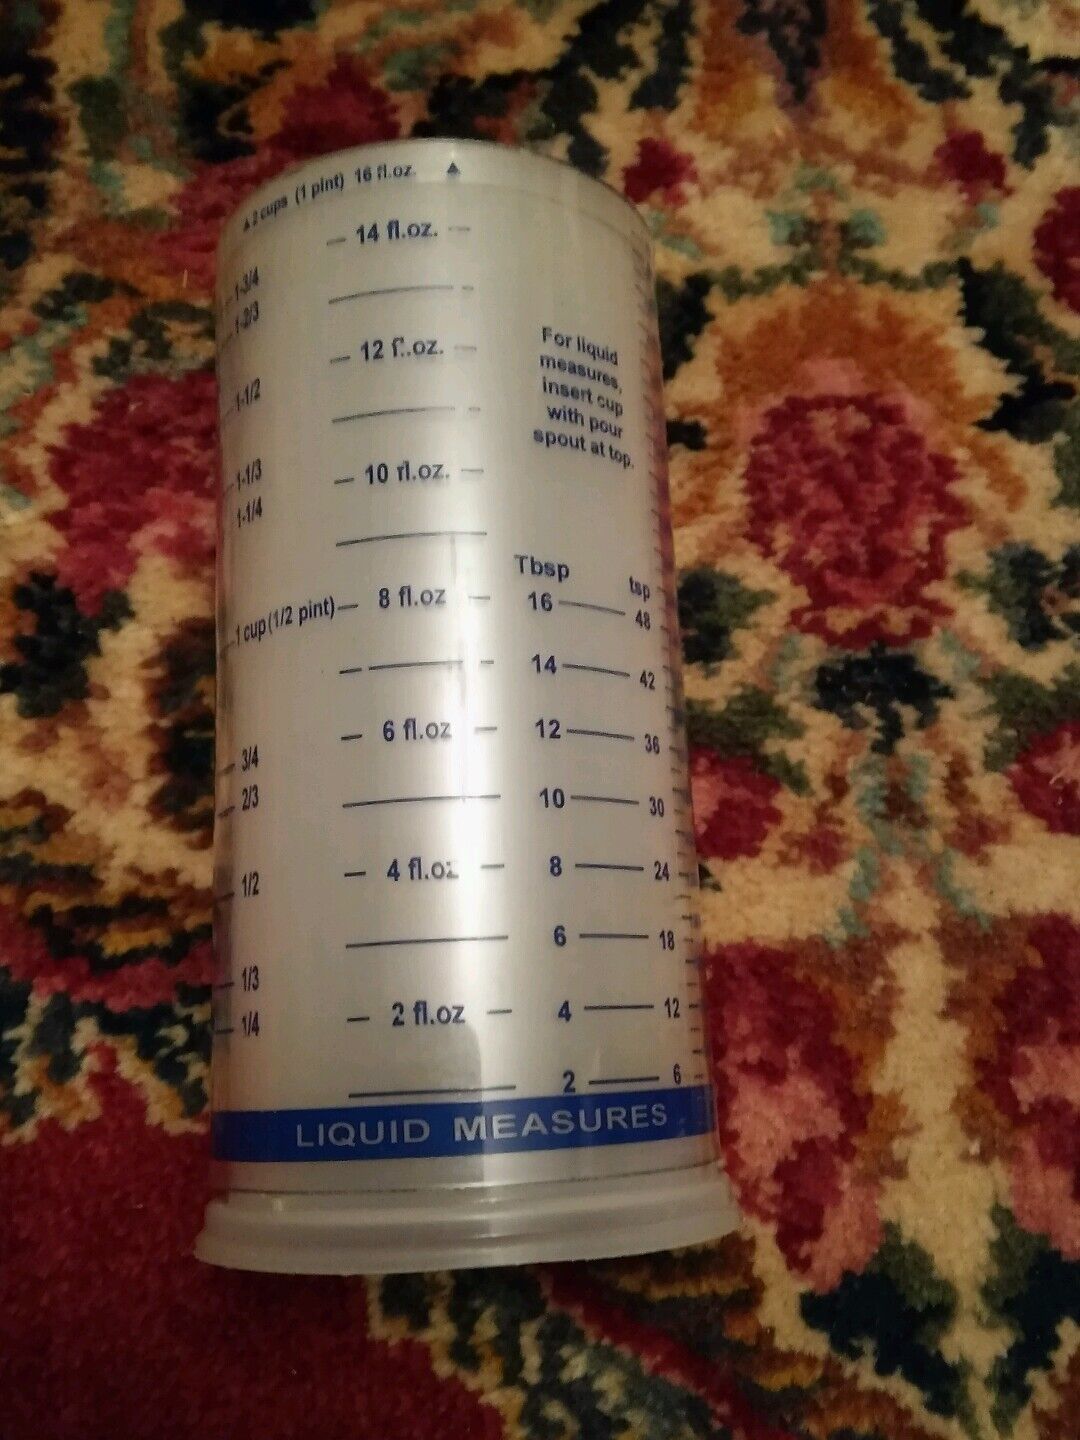 ▲2 cups (1 pint) 16 fl.oz. ▲
14 fl.oz.
1-3/4
1-2/3
12 fl.oz.
1-1/2
For liquid
measures,
insert cup
with pour
spout at top.
10 fl.oz.
1-1/3
1-1/4
Tbsp tsp
1 cup (1/2 pint) 8 fl.oz 16 48
14 42
6 fl.oz 12 36
3/4
2/3
10 30
4 fl.oz 8 24
1/2
6 18
1/3
2 fl.oz 4 12
1/4
2 6
LIQUID MEASURES